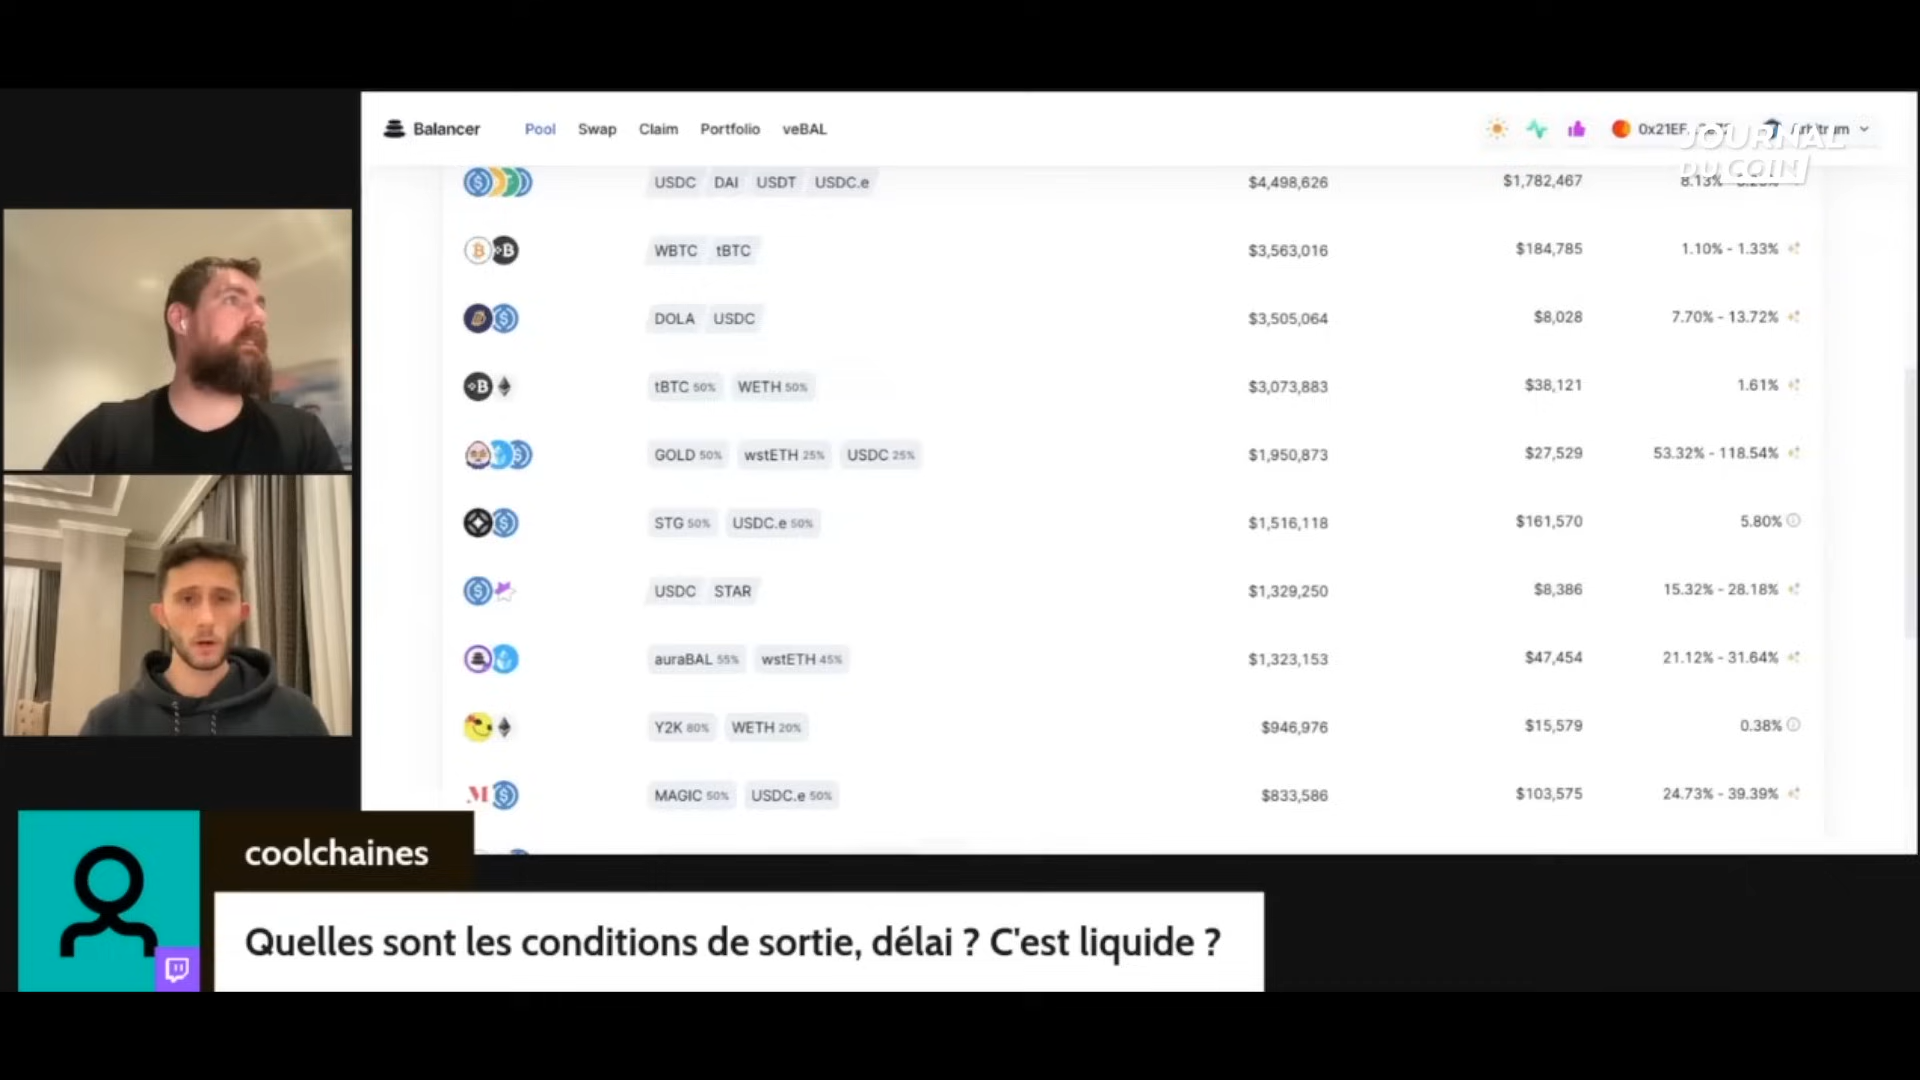 Balancer Pool Swap Claim Portfolio veBAL
JOURNAL
DU COIN
USDC DAI USDT USDC.e $4,498,626 $1,782,467
WBTC tBTC $3,563,016 $184,785 1.10% - 1.33%
DOLA USDC $3,505,064 $8,028 7.70% - 13.72%
tBTC 50% WETH 50% $3,073,883 $38,121 1.61%
GOLD 50% wstETH 25% USDC 25% $1,950,873 $27,529 53.32% - 118.54%
STG 50% USDC.e 50% $1,516,118 $161,570 5.80%
USDC STAR $1,329,250 $8,386 15.32% - 28.18%
auraBAL 55% wstETH 45% $1,323,153 $47,454 21.12% - 31.64%
Y2K 80% WETH 20% $946,976 $15,579 0.38%
MAGIC 50% USDC.e 50% $833,586 $103,575 24.73% - 39.39%
coolchaines
Quelles sont les conditions de sortie, délai ? C'est liquide ?